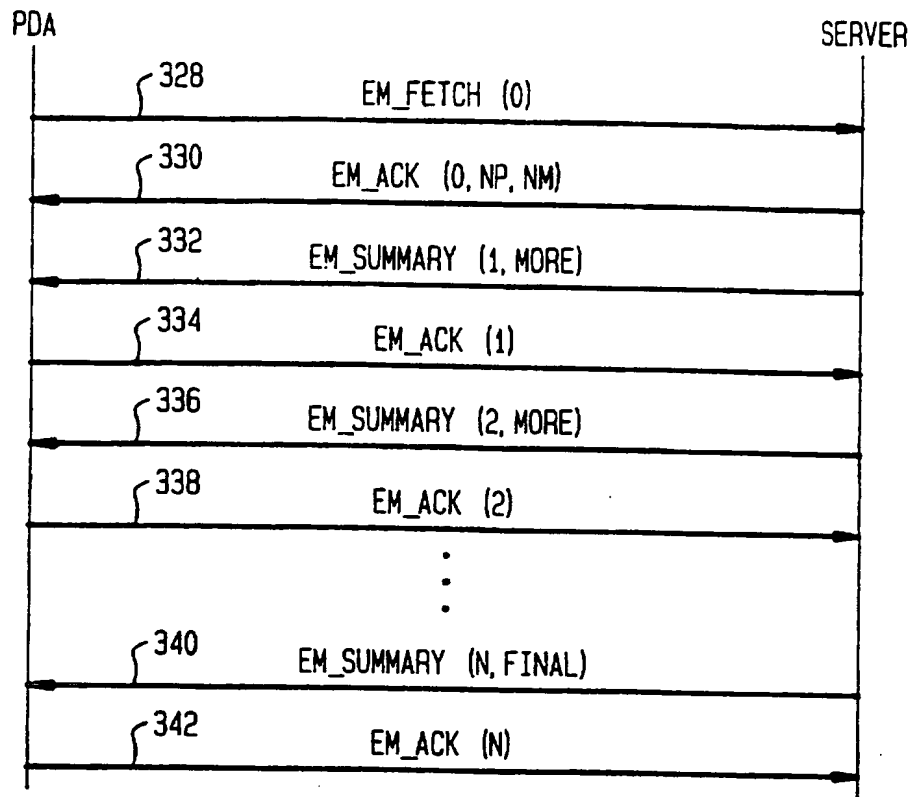 PDA
SERVER
328
EM_FETCH (0)
330
EM_ACK (0, NP, NM)
332
EM_SUMMARY (1, MORE)
334
EM_ACK (1)
336
EM_SUMMARY (2, MORE)
338
EM_ACK (2)
340
EM_SUMMARY (N, FINAL)
342
EM_ACK (N)